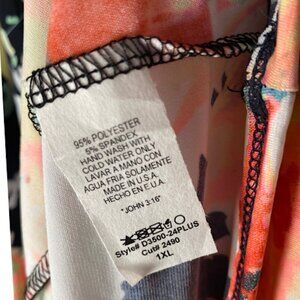 95% POLYESTER
5% SPANDEX
HAND WASH WITH
COLD WATER ONLY
LAVAR A MANO CON
AGUA FRIA SOLAMENTE
MADE IN U.S.A.
HECHO EN E.U.A.
"JOHN 3:16"
Style# D3500-24PLUS
Cut# 2490
1XL